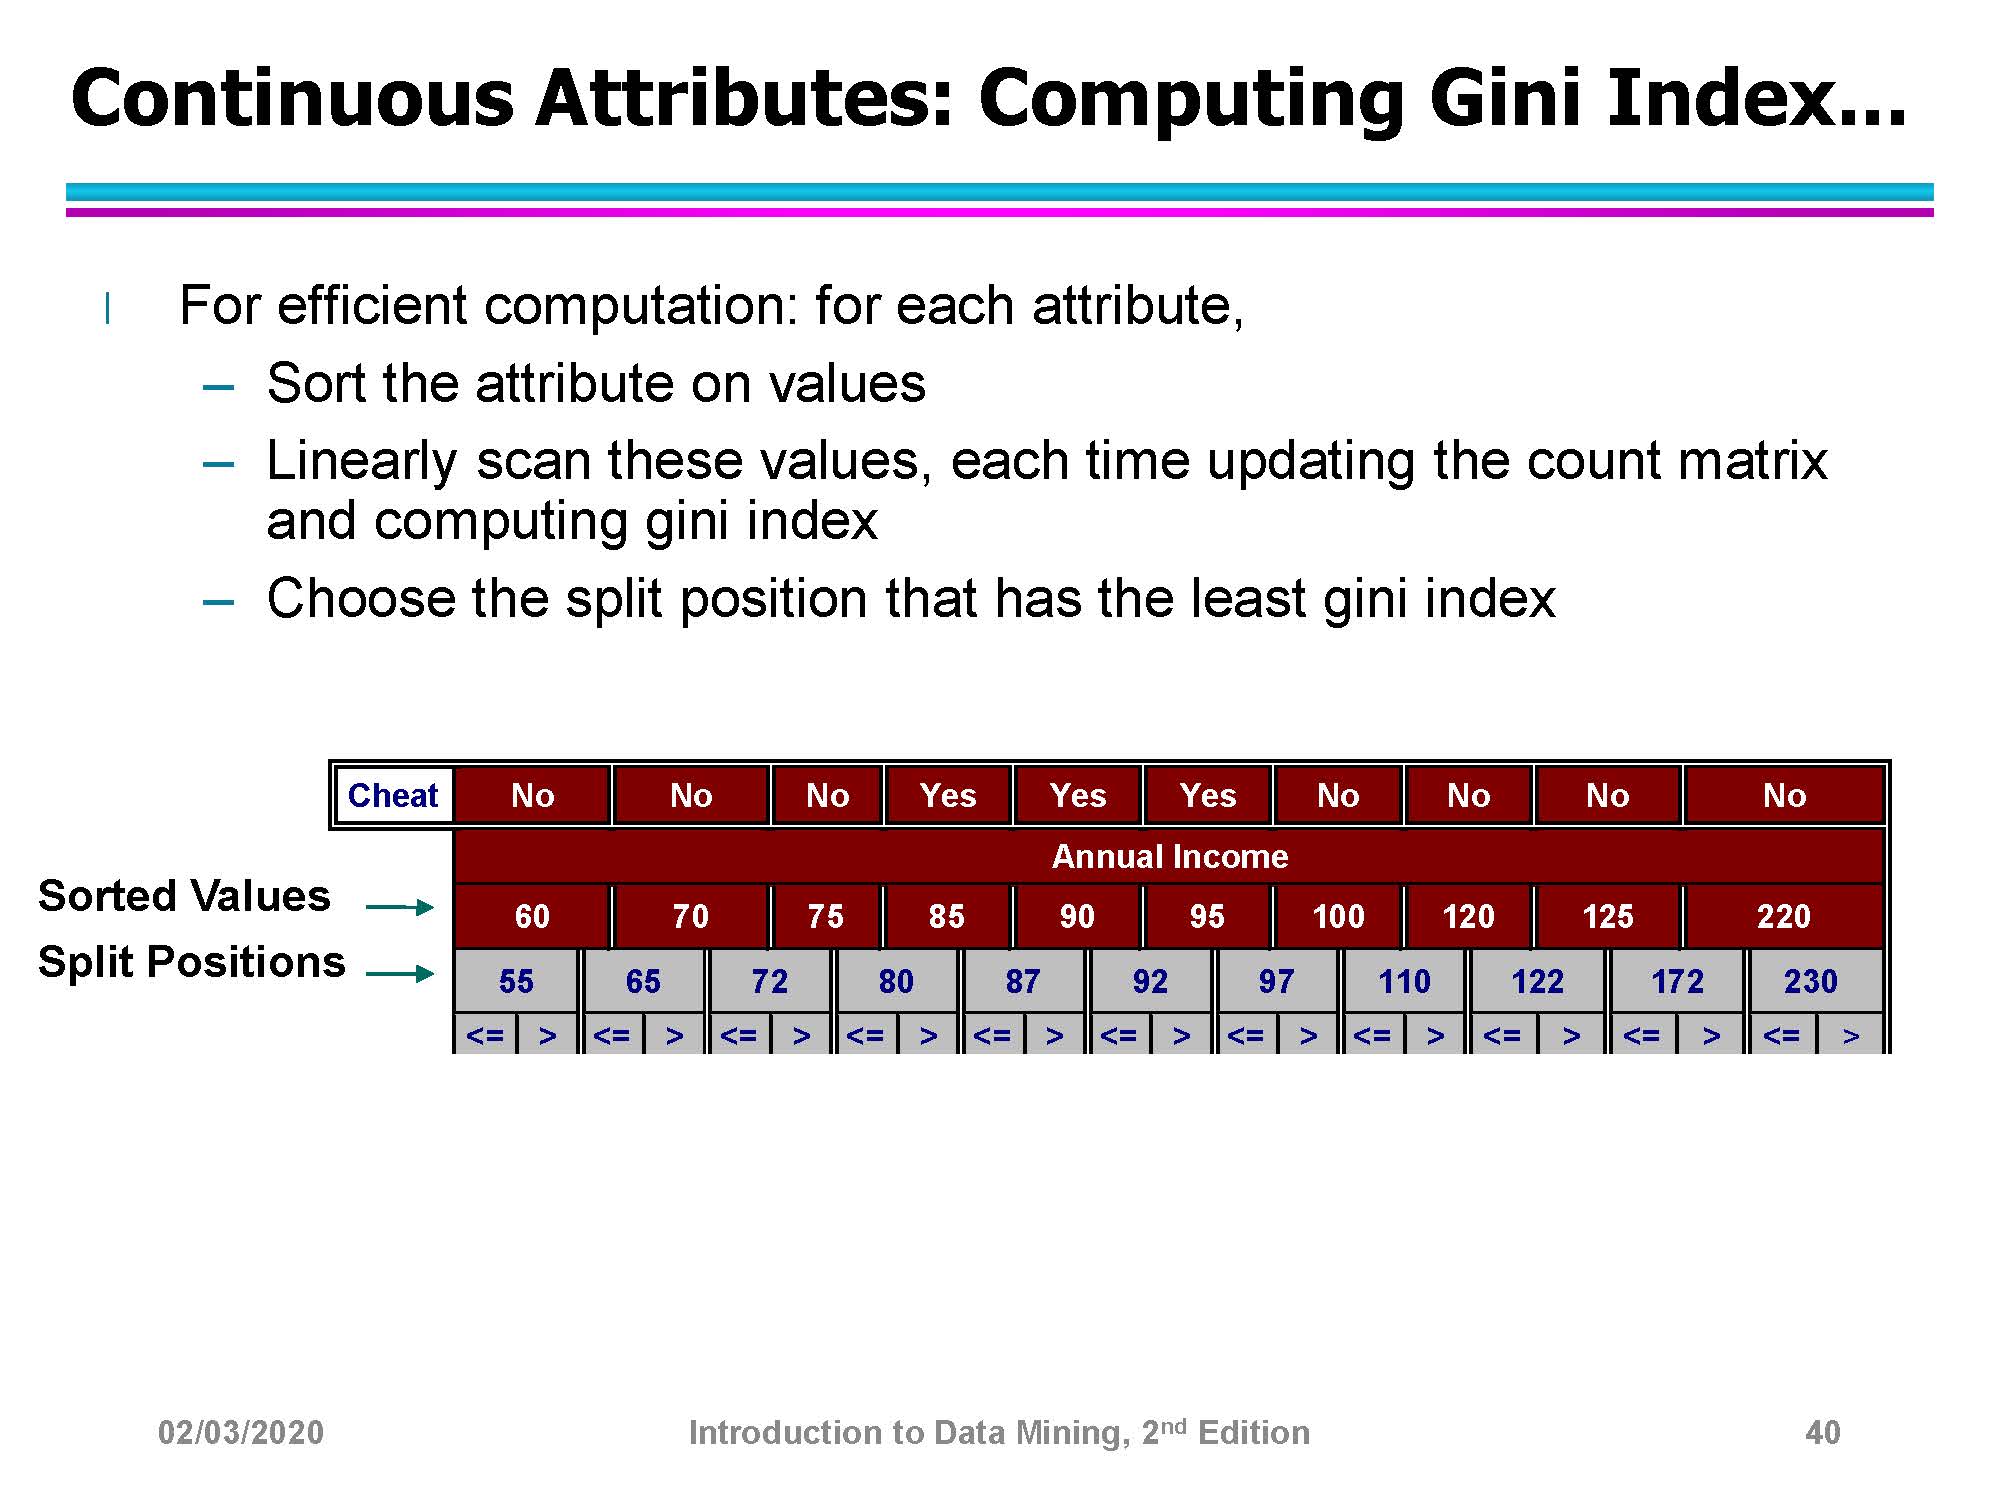 Continuous Attributes: Computing Gini Index...
l For efficient computation: for each attribute,
– Sort the attribute on values
– Linearly scan these values, each time updating the count matrix
and computing gini index
– Choose the split position that has the least gini index
Cheat No No No Yes Yes Yes No No No No
Annual Income
Sorted Values 60 70 75 85 90 95 100 120 125 220
Split Positions 55 65 72 80 87 92 97 110 122 172 230
<= > <= > <= > <= > <= > <= > <= > <= > <= > <= > <= >
02/03/2020 Introduction to Data Mining, 2nd Edition 40